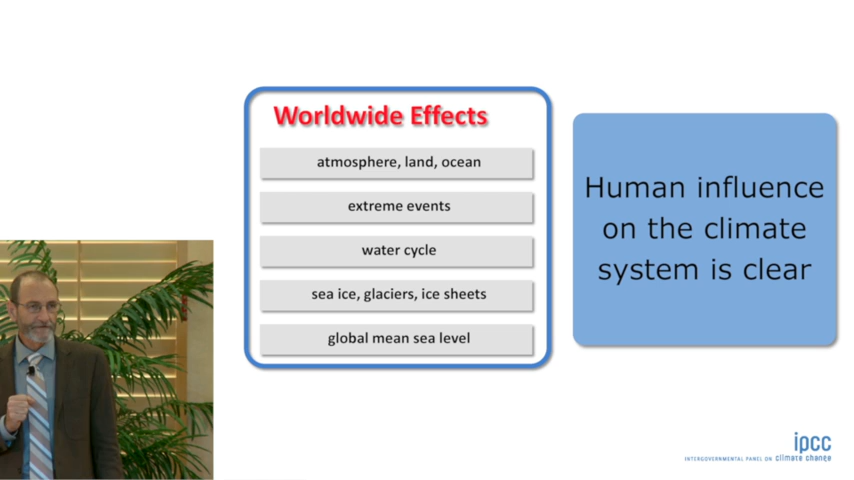 Worldwide Effects
atmosphere, land, ocean
extreme events
water cycle
sea ice, glaciers, ice sheets
global mean sea level
Human influence
on the climate
system is clear
ipcc
INTERGOVERNMENTAL PANEL ON climate change